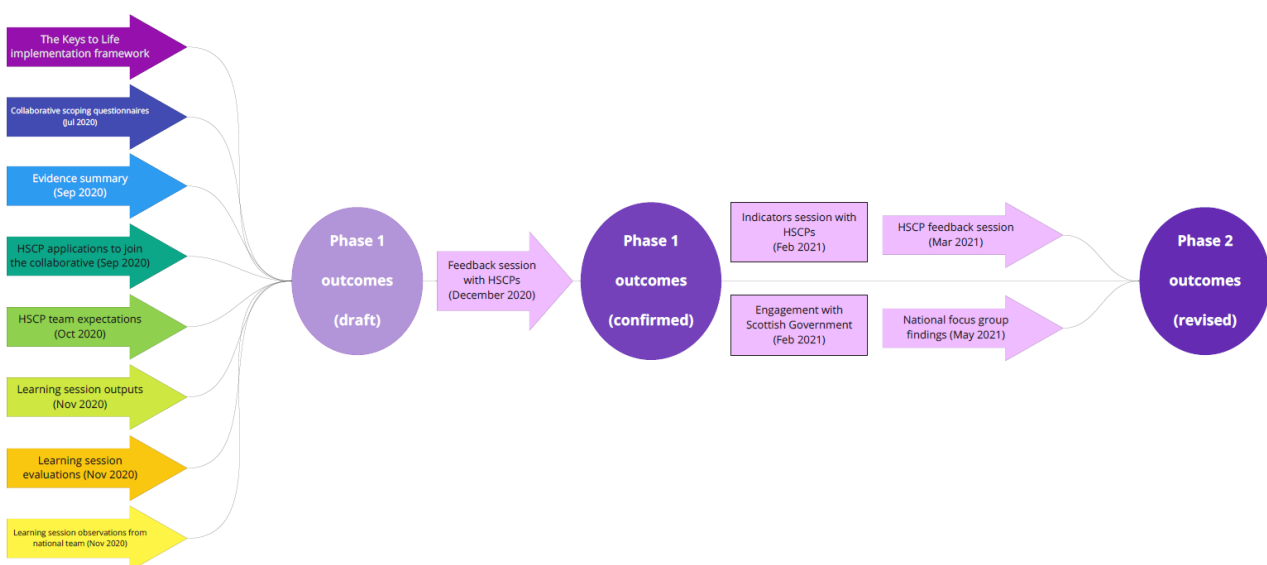 The Keys to Life
implementation framework
Collaborative scoping questionnaires
(Jul 2020)
Evidence summary
(Sep 2020)
HSCP applications to join
the collaborative (Sep 2020)
HSCP team expectations
(Oct 2020)
Learning session outputs
(Nov 2020)
Learning session
evaluations (Nov 2020)
Learning session observations from
national team (Nov 2020)
Phase 1
outcomes
(draft)
Feedback session
with HSCPs
(December 2020)
Phase 1
outcomes
(confirmed)
Indicators session with
HSCPs
(Feb 2021)
Engagement with
Scottish Government
(Feb 2021)
HSCP feedback session
(Mar 2021)
National focus group
findings (May 2021)
Phase 2
outcomes
(revised)